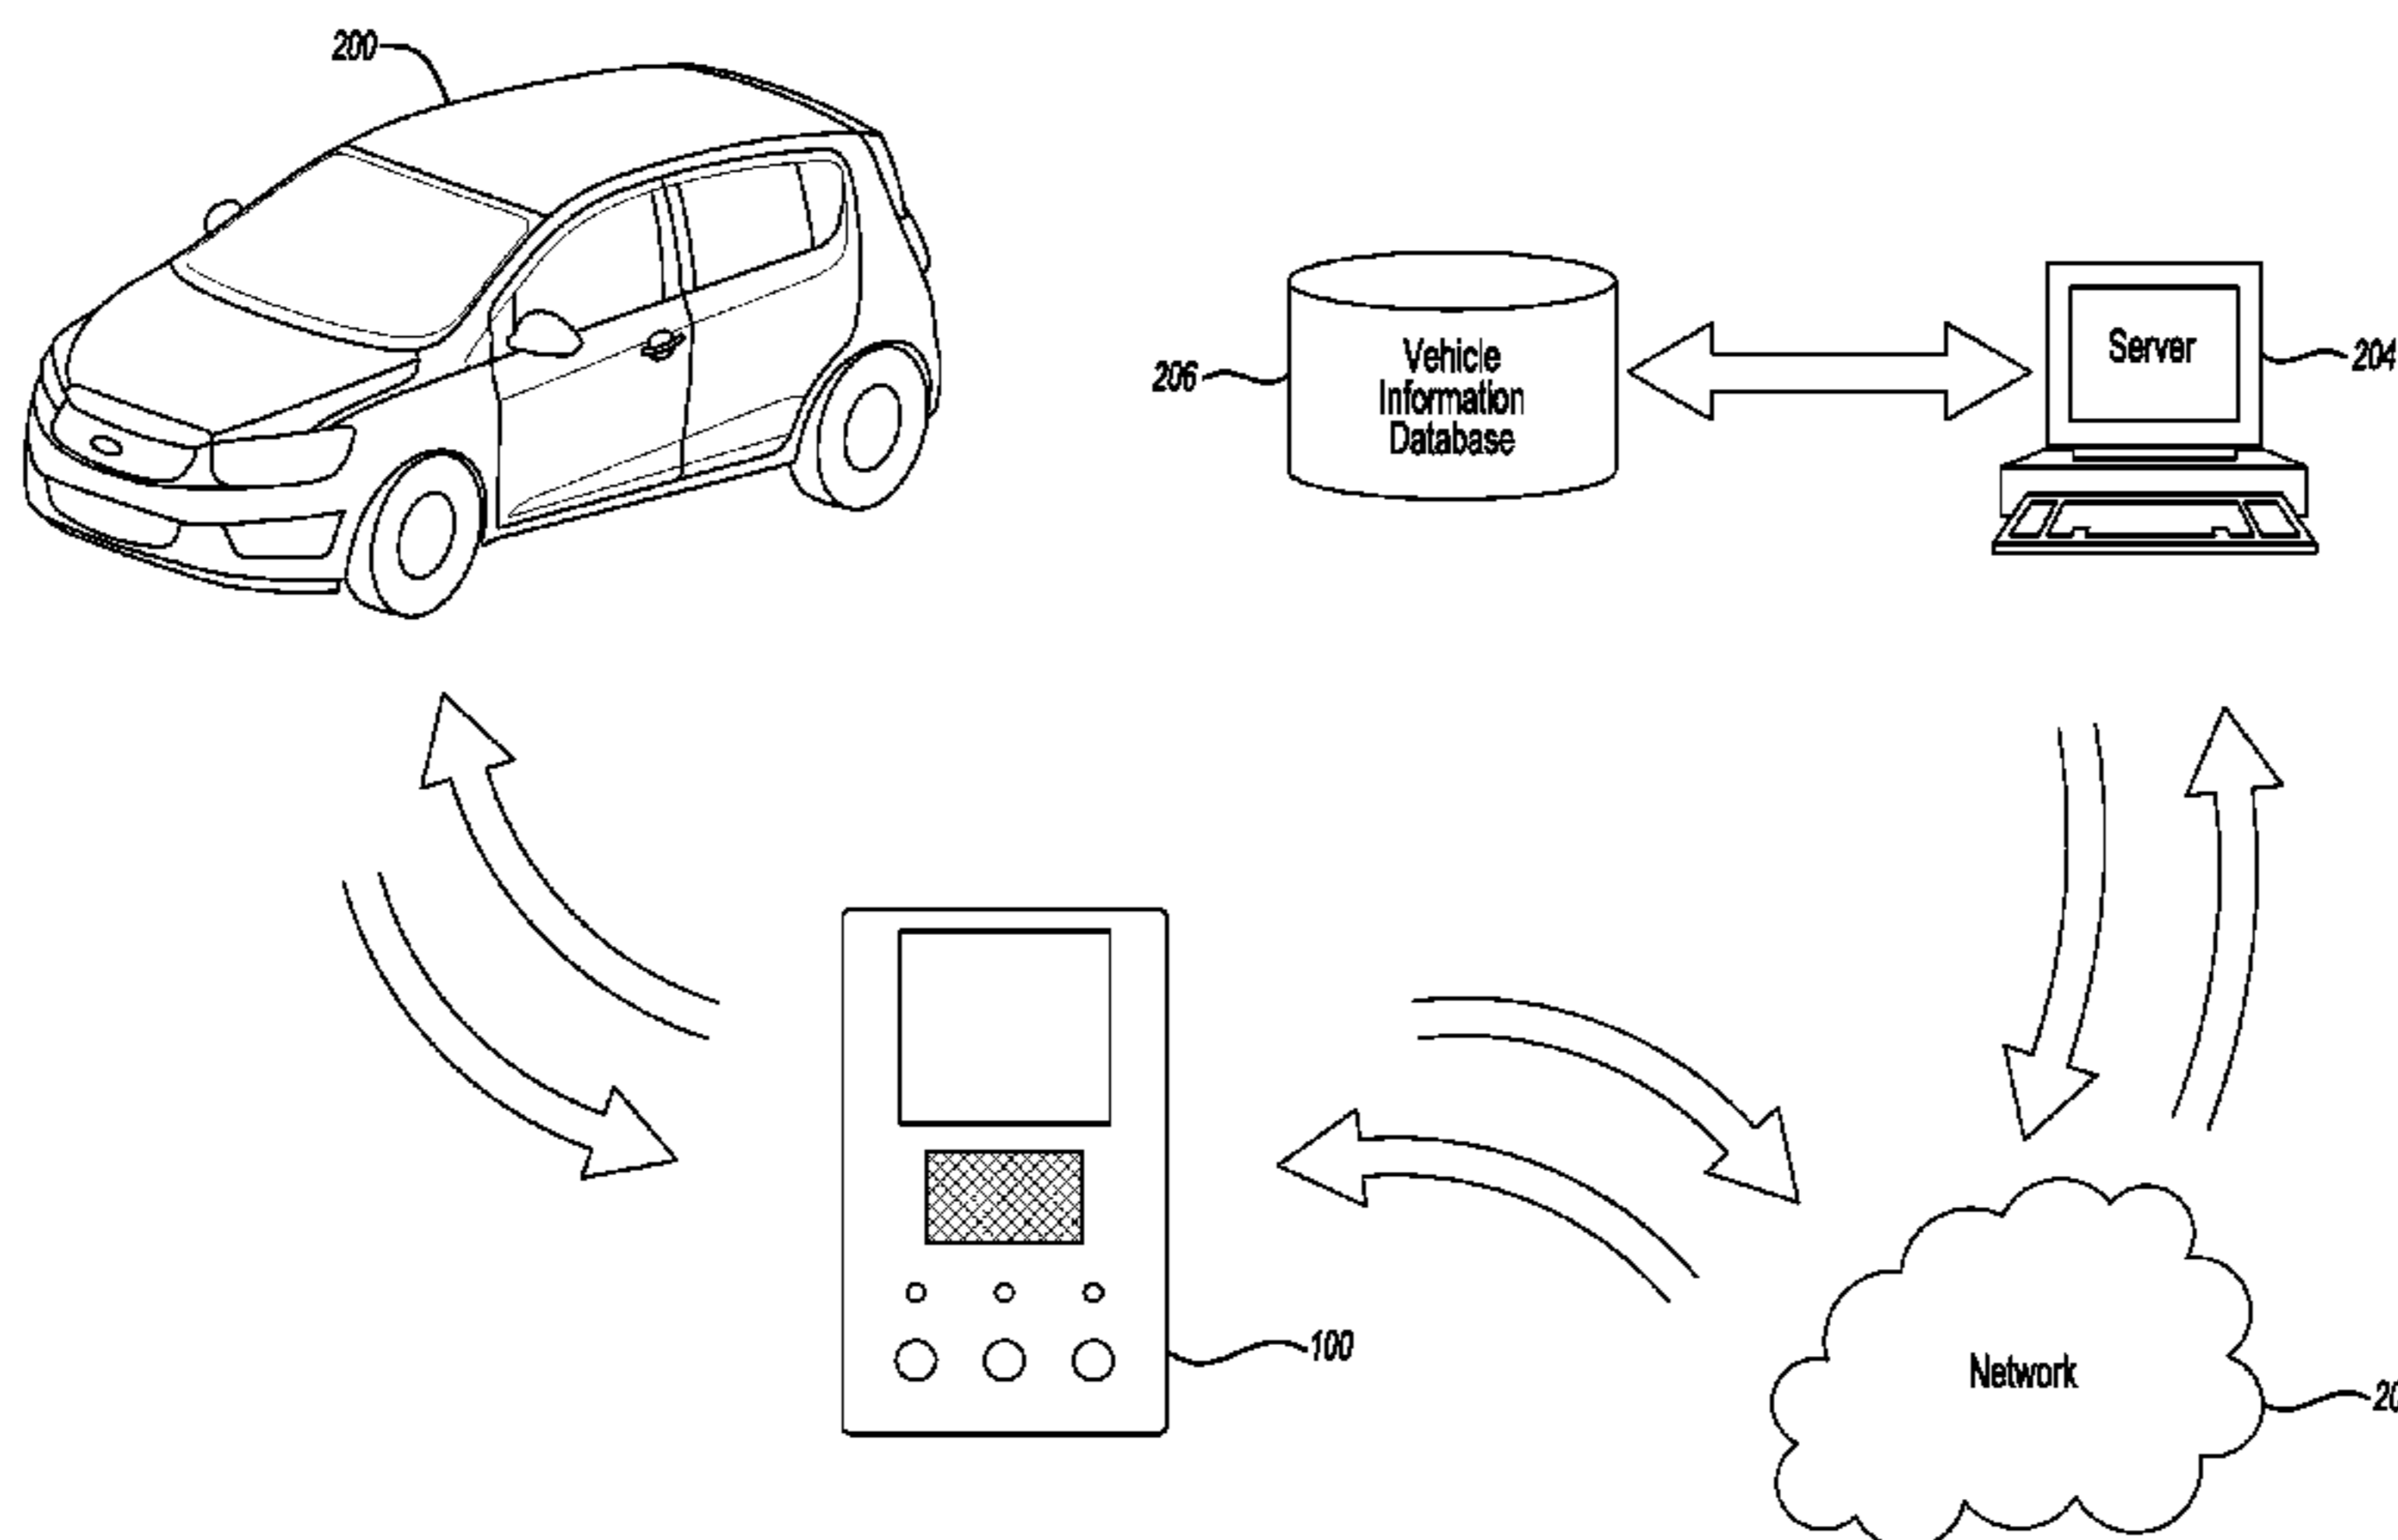 200
Vehicle
Information
Database
206
Server
204
100
Network